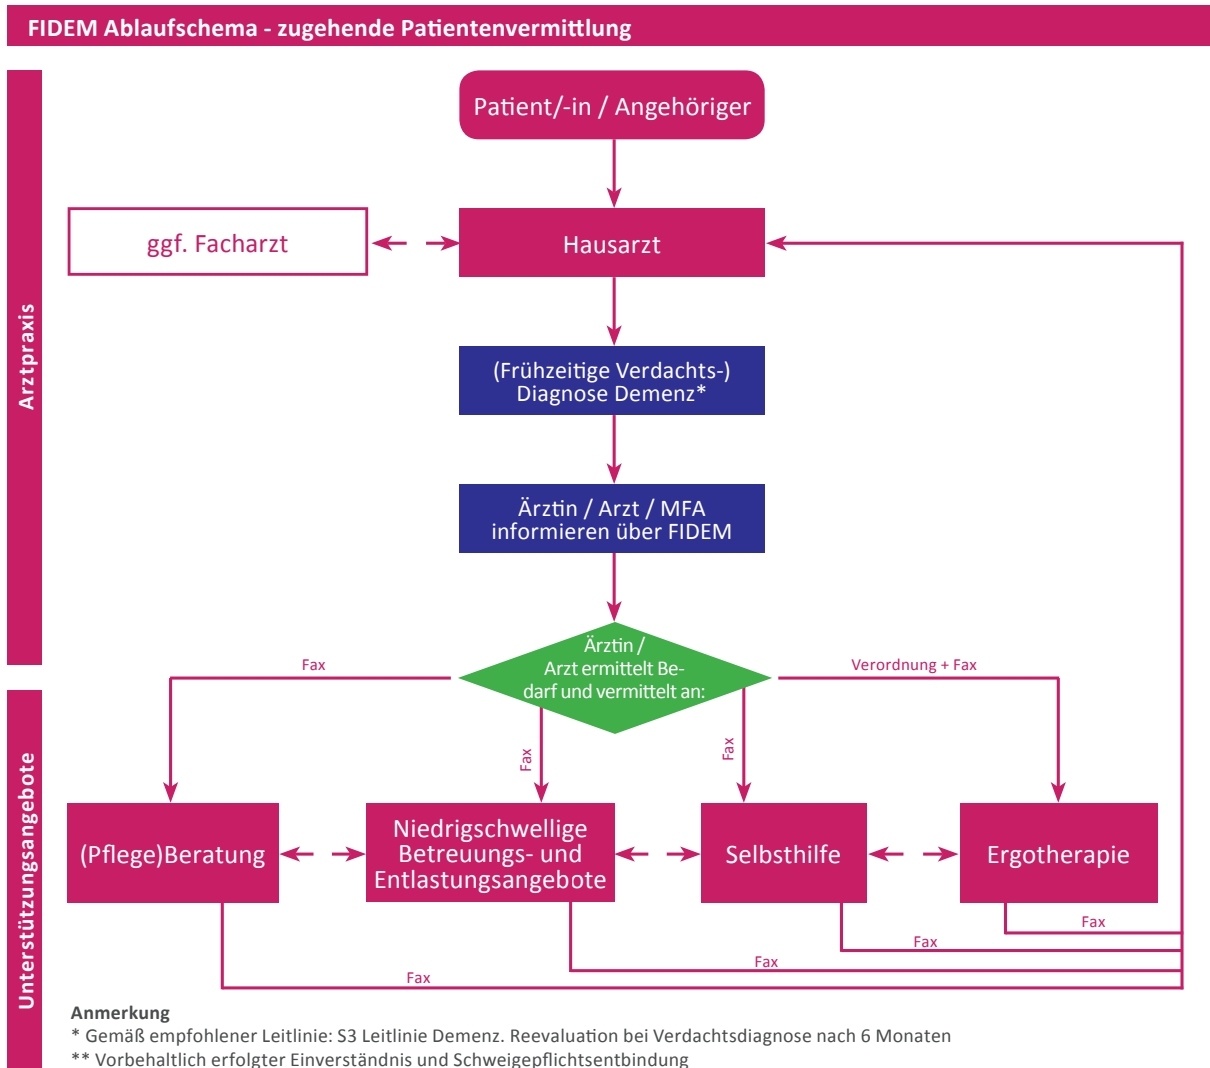 FIDEM Ablaufschema - zugehende Patientenvermittlung
Arztpraxis
Patient/-in / Angehöriger
ggf. Facharzt
Hausarzt
(Frühzeitige Verdachts-)
Diagnose Demenz*
Ärztin / Arzt / MFA
informieren über FIDEM
Ärztin /
Arzt ermittelt Be-
darf und vermittelt an:
Fax
Verordnung + Fax
Fax
Fax
Unterstützungsangebote
(Pflege)Beratung
Niedrigschwellige
Betreuungs- und
Entlastungsangebote
Selbsthilfe
Ergotherapie
Fax
Fax
Fax
Fax
Anmerkung
* Gemäß empfohlener Leitlinie: S3 Leitlinie Demenz. Reevaluation bei Verdachtsdiagnose nach 6 Monaten
** Vorbehaltlich erfolgter Einverständnis und Schweigepflichtsentbindung